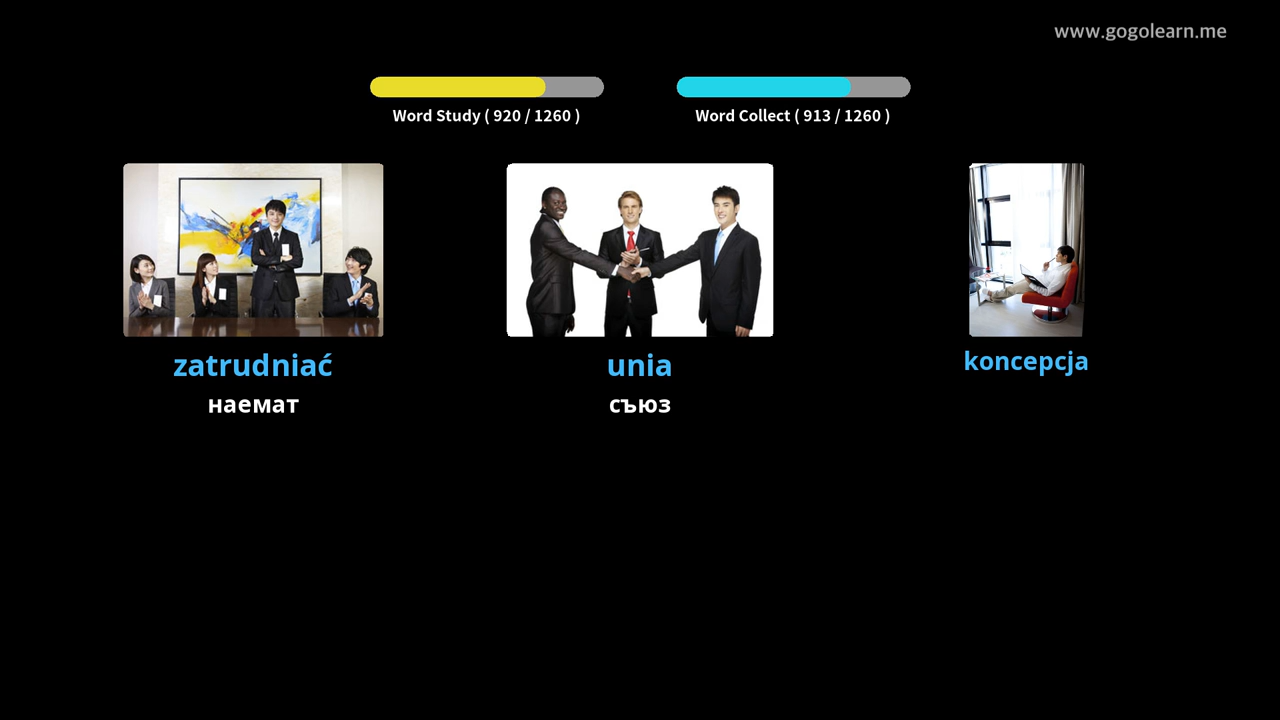 www.gogolearn.me
Word Study ( 920 / 1260 )
Word Collect ( 913 / 1260 )
zatrudniać
наемат
unia
съюз
koncepcja